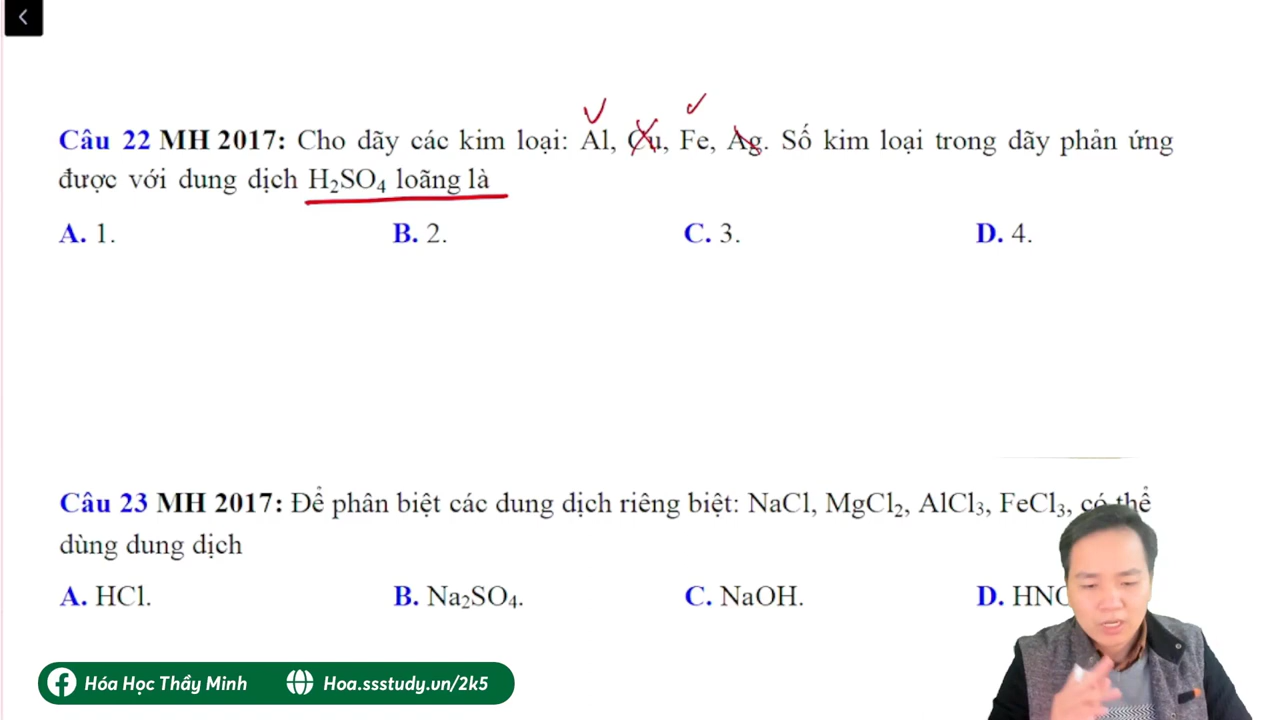 Câu 22 MH 2017: Cho dãy các kim loại: Al, Cu, Fe, Ag. Số kim loại trong dãy phản ứng
được với dung dịch H₂SO₄ loãng là
A. 1. B. 2. C. 3. D. 4.
Câu 23 MH 2017: Để phân biệt các dung dịch riêng biệt: NaCl, MgCl₂, AlCl₃, FeCl₃, có thể
dùng dung dịch
A. HCl. B. Na₂SO₄. C. NaOH. D.
Hóa Học Thầy Minh Hoa.ssstudy.vn/2k5